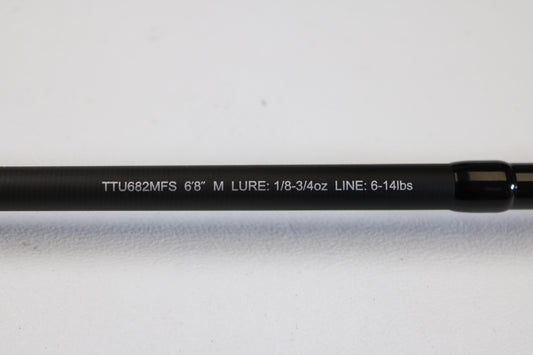 TTU682MFS 6'8" M LURE: 1/8-3/4oz LINE: 6-14lbs